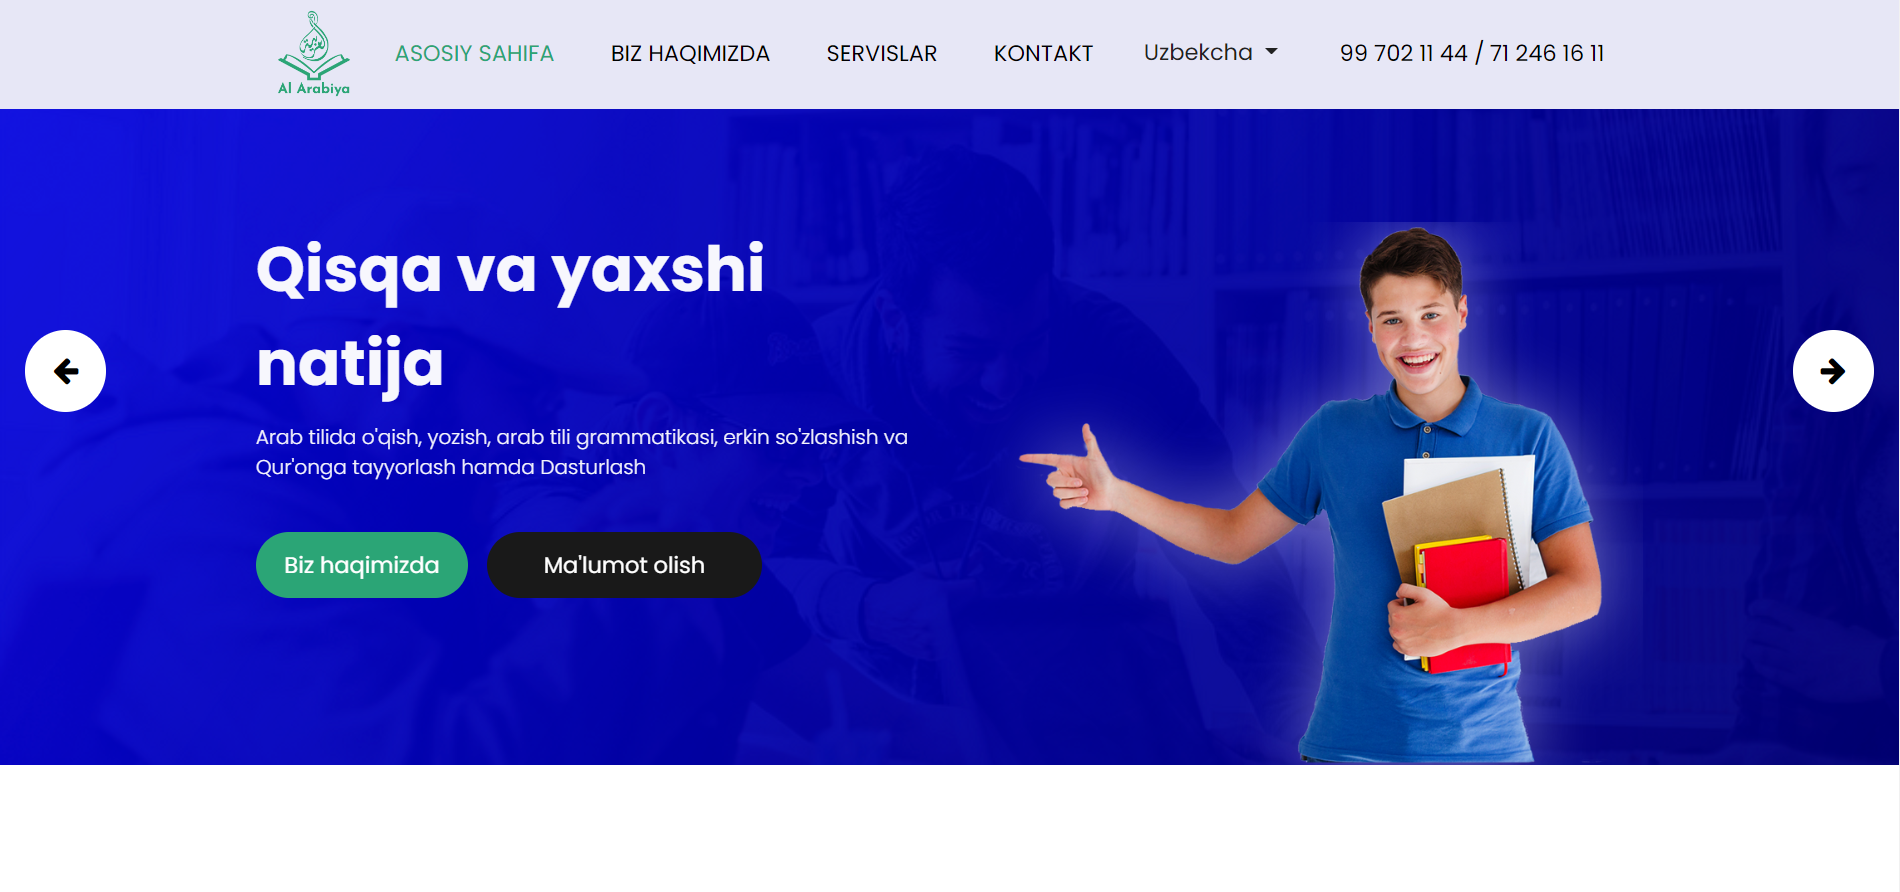 العربية
Al Arabiya
ASOSIY SAHIFA
BIZ HAQIMIZDA
SERVISLAR
KONTAKT
Uzbekcha
99 702 11 44 / 71 246 16 11
Qisqa va yaxshi
natija
Arab tilida o'qish, yozish, arab tili grammatikasi, erkin so'zlashish va
Qur'onga tayyorlash hamda Dasturlash
Biz haqimizda
Ma'lumot olish